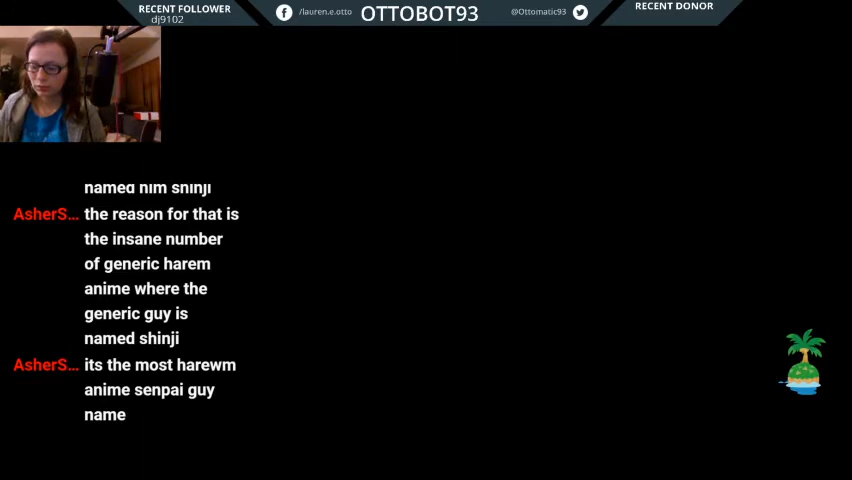 RECENT FOLLOWER
dj9102
/lauren.e.otto
OTTOBOT93
@Ottomatic93
RECENT DONOR
named him shinji
AsherS... the reason for that is
the insane number
of generic harem
anime where the
generic guy is
named shinji
AsherS... its the most harewm
anime senpai guy
name